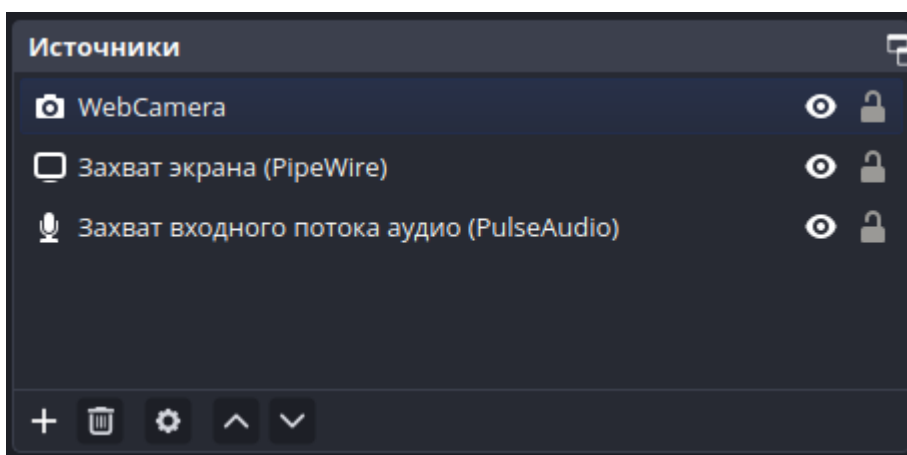 Источники
WebCamera
Захват экрана (PipeWire)
Захват входного потока аудио (PulseAudio)